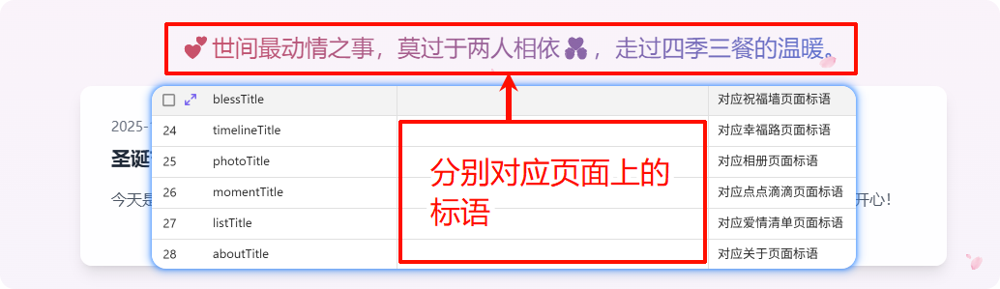 💕世间最动情之事，莫过于两人相依💑，走过四季三餐的温暖。
2025-
圣诞
今天是
开心！
blessTitle 对应祝福墙页面标语
24 timelineTitle 对应幸福路页面标语
25 photoTitle 对应相册页面标语
26 momentTitle 对应点点滴滴页面标语
27 listTitle 对应爱情清单页面标语
28 aboutTitle 对应关于页面标语
分别对应页面上的
标语